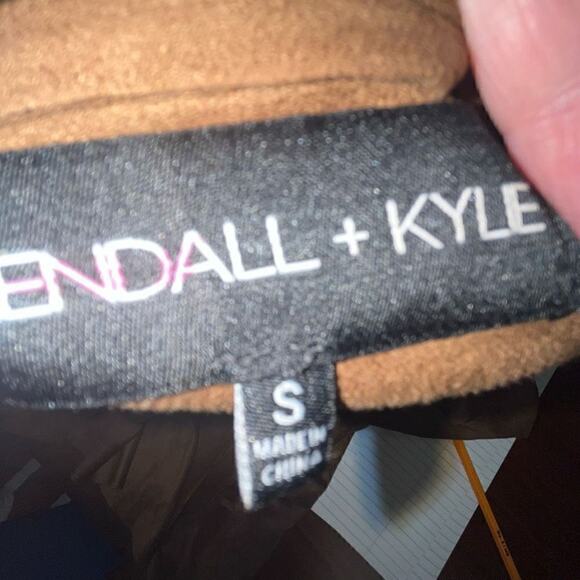 ENDALL + KYLE
S
MADE IN
CHINA